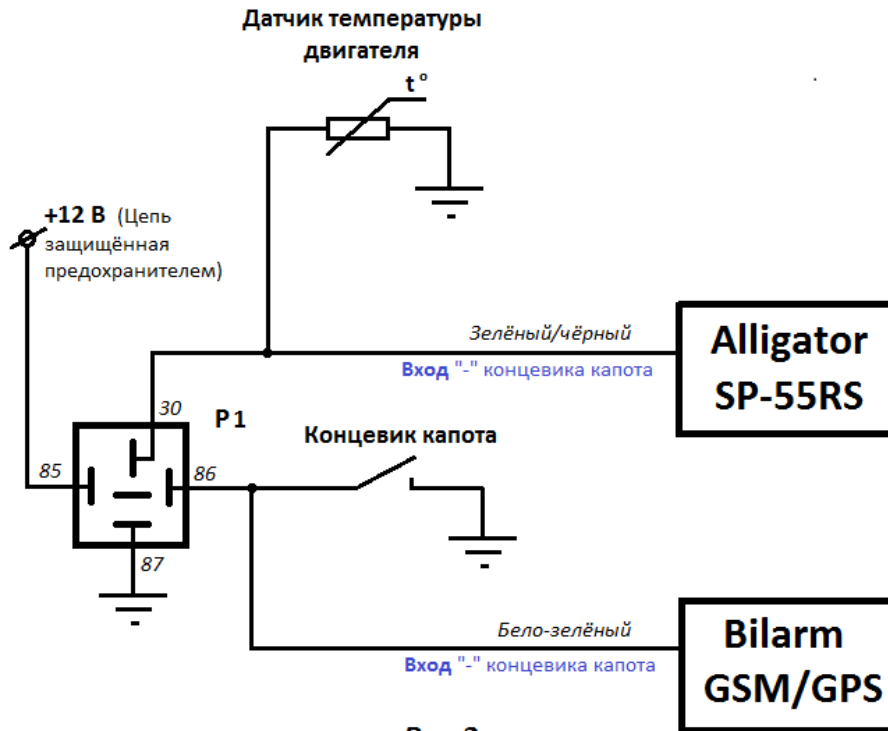 Датчик температуры
двигателя
t°
+12 В (Цепь
защищённая
предохранителем)
Зелёный/чёрный
Вход "-" концевика капота
Alligator
SP-55RS
30
P1
85
86
Концевик капота
87
Бело-зелёный
Вход "-" концевика капота
Bilarm
GSM/GPS